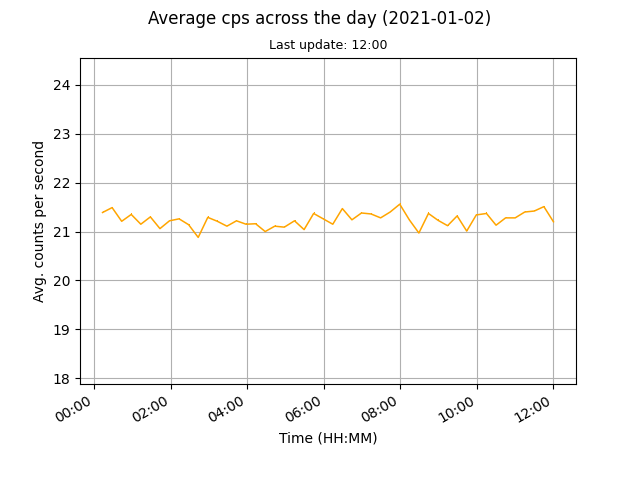 Average cps across the day (2021-01-02)
Last update: 12:00
24
23
22
21
20
19
18
Avg. counts per second
00:00 02:00 04:00 06:00 08:00 10:00 12:00
Time (HH:MM)